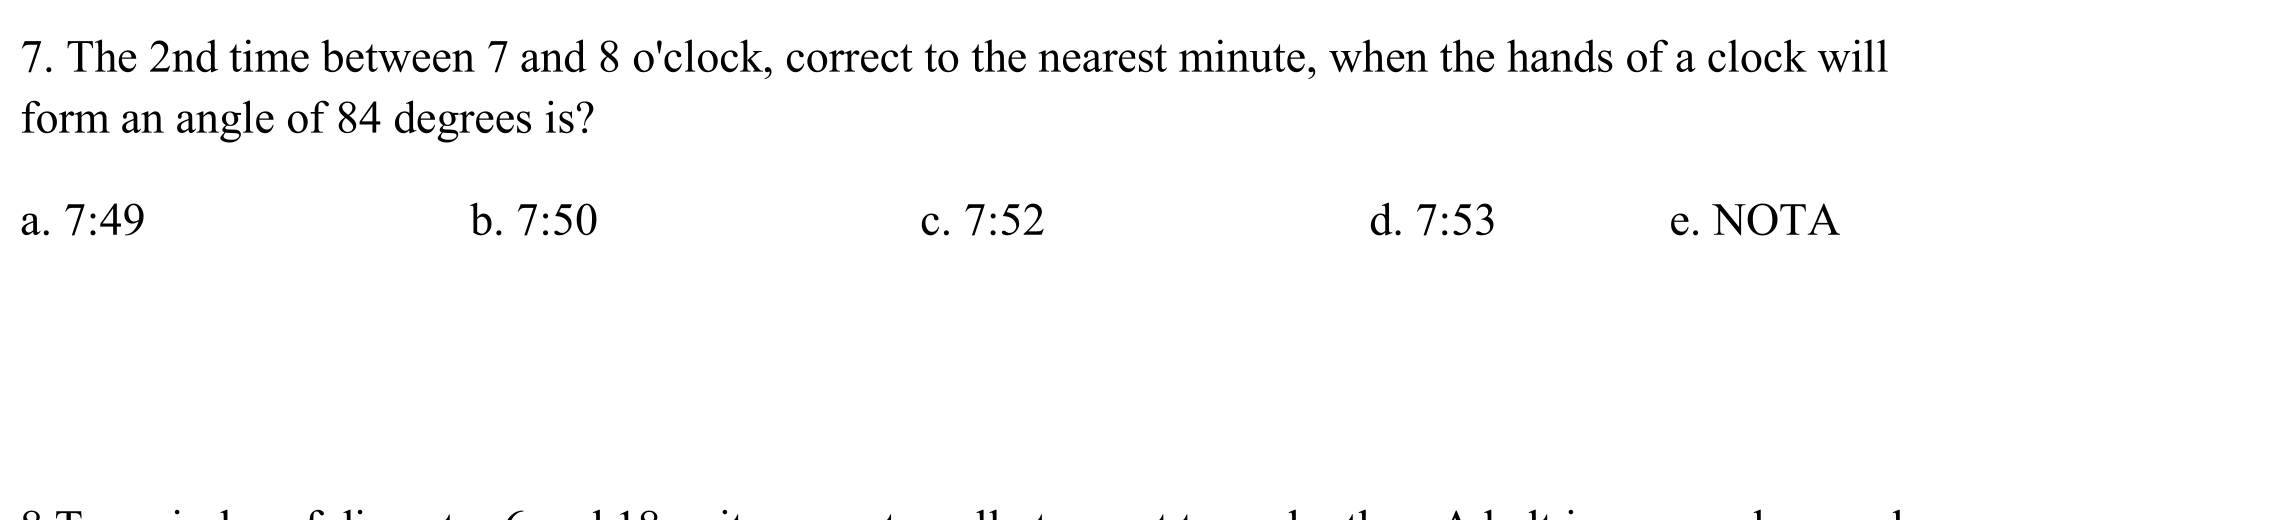 7. The 2nd time between 7 and 8 o'clock, correct to the nearest minute, when the hands of a clock will
form an angle of 84 degrees is?
a. 7:49 b. 7:50 c. 7:52 d. 7:53 e. NOTA